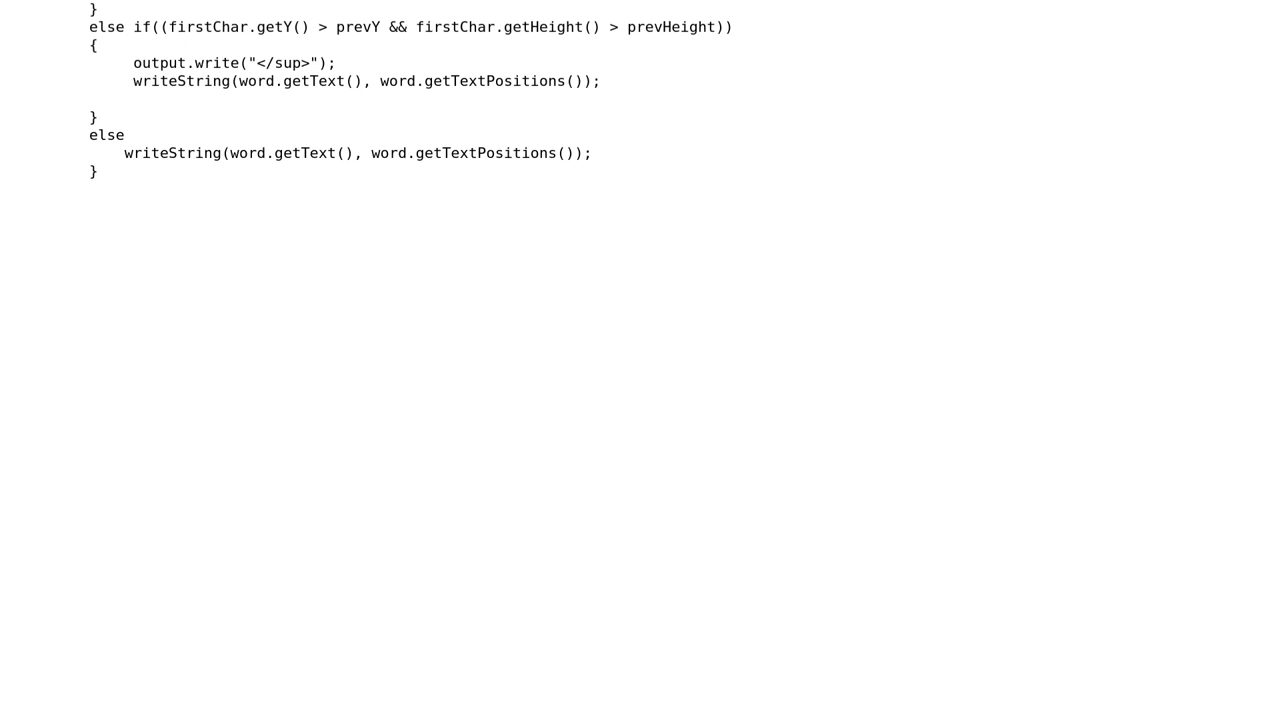 }
else if((firstChar.getY() > prevY && firstChar.getHeight() > prevHeight))
{
output.write("</sup>");
writeString(word.getText(), word.getTextPositions());
}
else
writeString(word.getText(), word.getTextPositions());
}